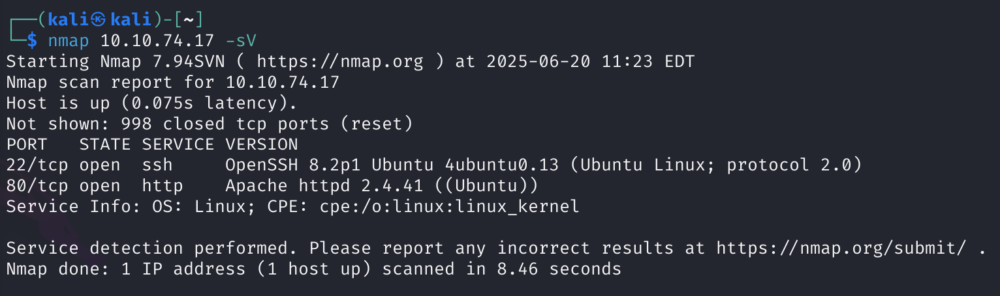 ┌──(kali㉿kali)-[~]
└─$ nmap 10.10.74.17 -sV
Starting Nmap 7.94SVN ( https://nmap.org ) at 2025-06-20 11:23 EDT
Nmap scan report for 10.10.74.17
Host is up (0.075s latency).
Not shown: 998 closed tcp ports (reset)
PORT   STATE SERVICE VERSION
22/tcp open  ssh     OpenSSH 8.2p1 Ubuntu 4ubuntu0.13 (Ubuntu Linux; protocol 2.0)
80/tcp open  http    Apache httpd 2.4.41 ((Ubuntu))
Service Info: OS: Linux; CPE: cpe:/o:linux:linux_kernel

Service detection performed. Please report any incorrect results at https://nmap.org/submit/ .
Nmap done: 1 IP address (1 host up) scanned in 8.46 seconds